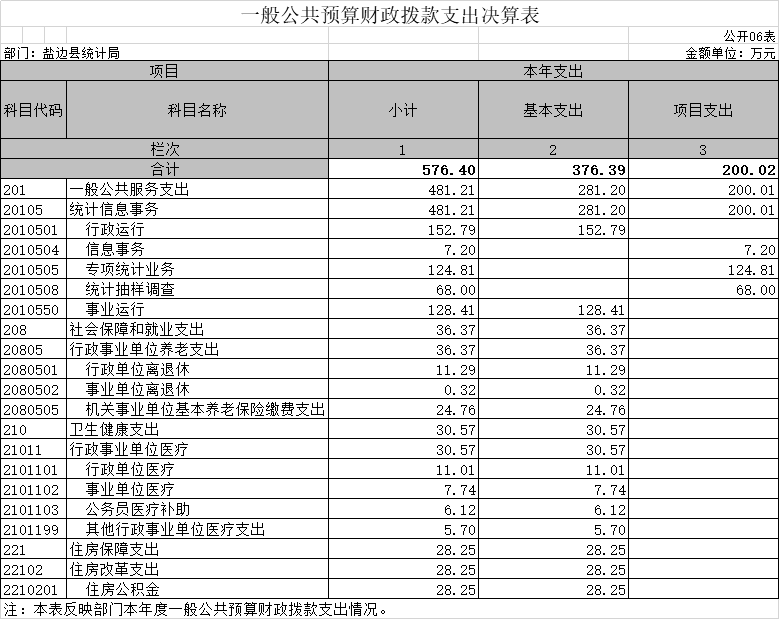 一般公共预算财政拨款支出决算表
公开06表
部门：盐边县统计局 金额单位：万元
项目 本年支出
科目代码 科目名称 小计 基本支出 项目支出
栏次 1 2 3
合计 576.40 376.39 200.02
201 一般公共服务支出 481.21 281.20 200.01
20105 统计信息事务 481.21 281.20 200.01
2010501 行政运行 152.79 152.79
2010504 信息事务 7.20 7.20
2010505 专项统计业务 124.81 124.81
2010508 统计抽样调查 68.00 68.00
2010550 事业运行 128.41 128.41
208 社会保障和就业支出 36.37 36.37
20805 行政事业单位养老支出 36.37 36.37
2080501 行政单位离退休 11.29 11.29
2080502 事业单位离退休 0.32 0.32
2080505 机关事业单位基本养老保险缴费支出 24.76 24.76
210 卫生健康支出 30.57 30.57
21011 行政事业单位医疗 30.57 30.57
2101101 行政单位医疗 11.01 11.01
2101102 事业单位医疗 7.74 7.74
2101103 公务员医疗补助 6.12 6.12
2101199 其他行政事业单位医疗支出 5.70 5.70
221 住房保障支出 28.25 28.25
22102 住房改革支出 28.25 28.25
2210201 住房公积金 28.25 28.25
注：本表反映部门本年度一般公共预算财政拨款支出情况。